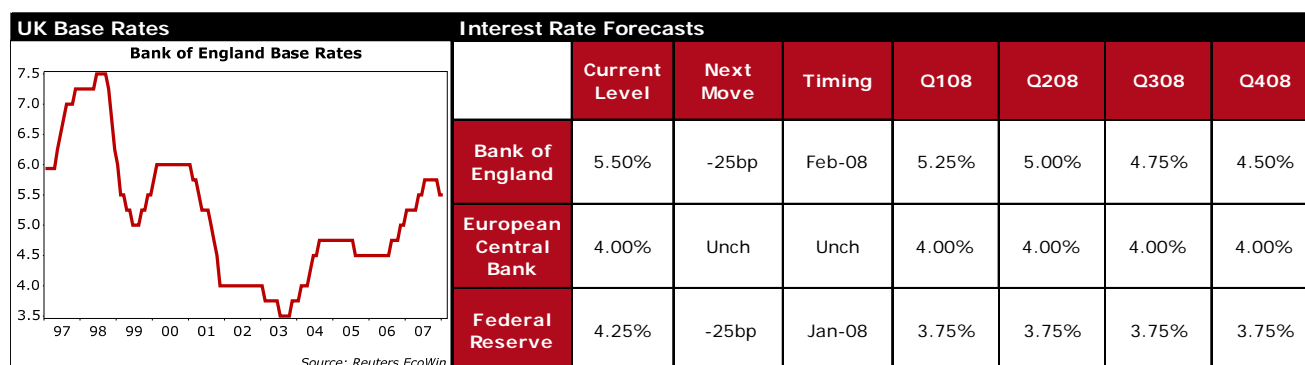 UK Base Rates
Bank of England Base Rates
7.5
7.0
6.5
6.0
5.5
5.0
4.5
4.0
3.5
97 98 99 00 01 02 03 04 05 06 07
Source: Reuters EcoWin
Interest Rate Forecasts
Current Level Next Move Timing Q108 Q208 Q308 Q408
Bank of England 5.50% -25bp Feb-08 5.25% 5.00% 4.75% 4.50%
European Central Bank 4.00% Unch Unch 4.00% 4.00% 4.00% 4.00%
Federal Reserve 4.25% -25bp Jan-08 3.75% 3.75% 3.75% 3.75%